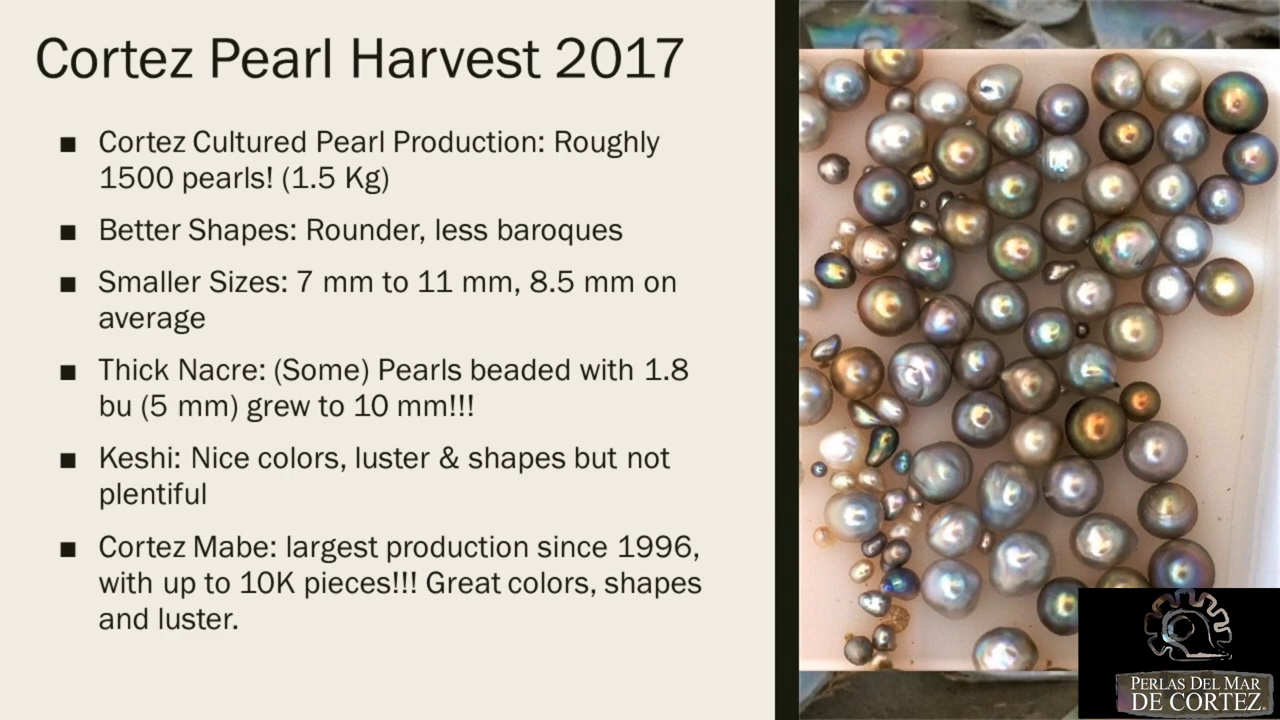 Cortez Pearl Harvest 2017
■ Cortez Cultured Pearl Production: Roughly
1500 pearls! (1.5 Kg)
■ Better Shapes: Rounder, less baroques
■ Smaller Sizes: 7 mm to 11 mm, 8.5 mm on
average
■ Thick Nacre: (Some) Pearls beaded with 1.8
bu (5 mm) grew to 10 mm!!!
■ Keshi: Nice colors, luster & shapes but not
plentiful
■ Cortez Mabe: largest production since 1996,
with up to 10K pieces!!! Great colors, shapes
and luster.
PERLAS DEL MAR
DE CORTEZ®